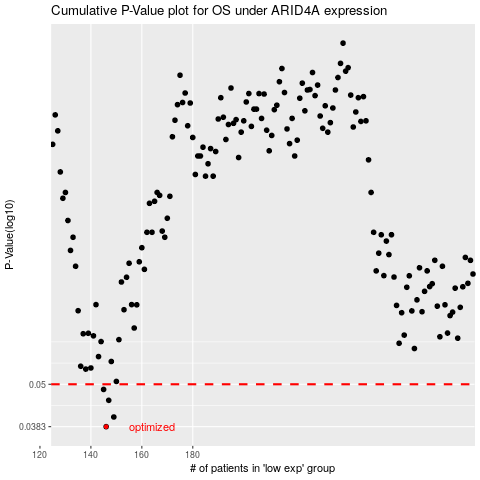 Cumulative P-Value plot for OS under ARID4A expression
P-Value(log10)
0.05
0.0383
optimized
120 140 160 180
# of patients in 'low exp' group